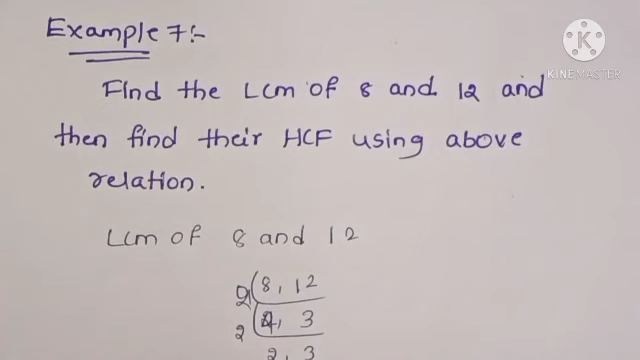 Example 7:-
K
KINEMASTER
Find the LCM of 8 and 12 and
then find their HCF using above
relation.
LCM of 8 and 12
2 8, 12
2 4, 3
2, 3